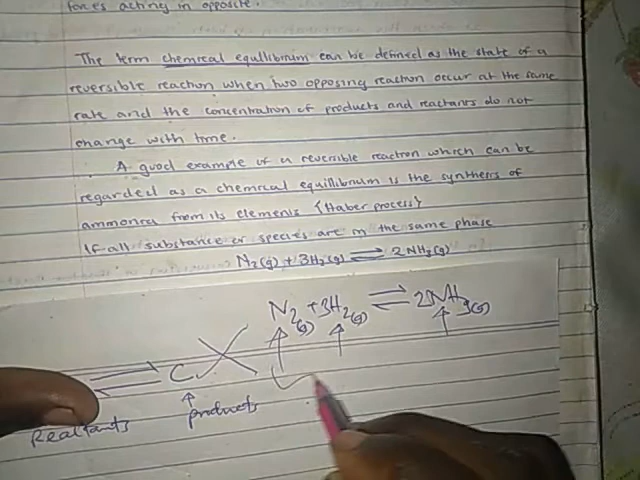 forces acting in opposite.
The term chemical equillibrium can be defined as the state of a
reversible reaction when two opposing reaction occur at the same
rate and the concentration of products and reactants do not
change with time.
A good example of a reversible reaction which can be
regarded as a chemical equillibrium is the synthesis of
ammonia from its elements {Haber process}
If all substance or species are in the same phase
N₂(g) + 3H₂(g) ⇌ 2NH₃(g)
N₂(g) + 3H₂(g) ⇌ 2NH₃(g)
⇌ C
Reactants
products